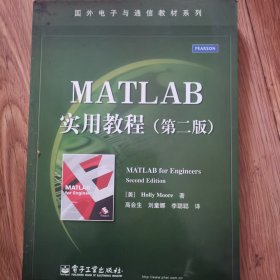 国外电子与通信教材系列
PEARSON
MATLAB
实用教程(第二版)
MATLAB for Engineers
Second Edition
MATLAB
for Engineers
[美] Holly Moore 著
高会生 刘童娜 李聪聪 译
电子工业出版社